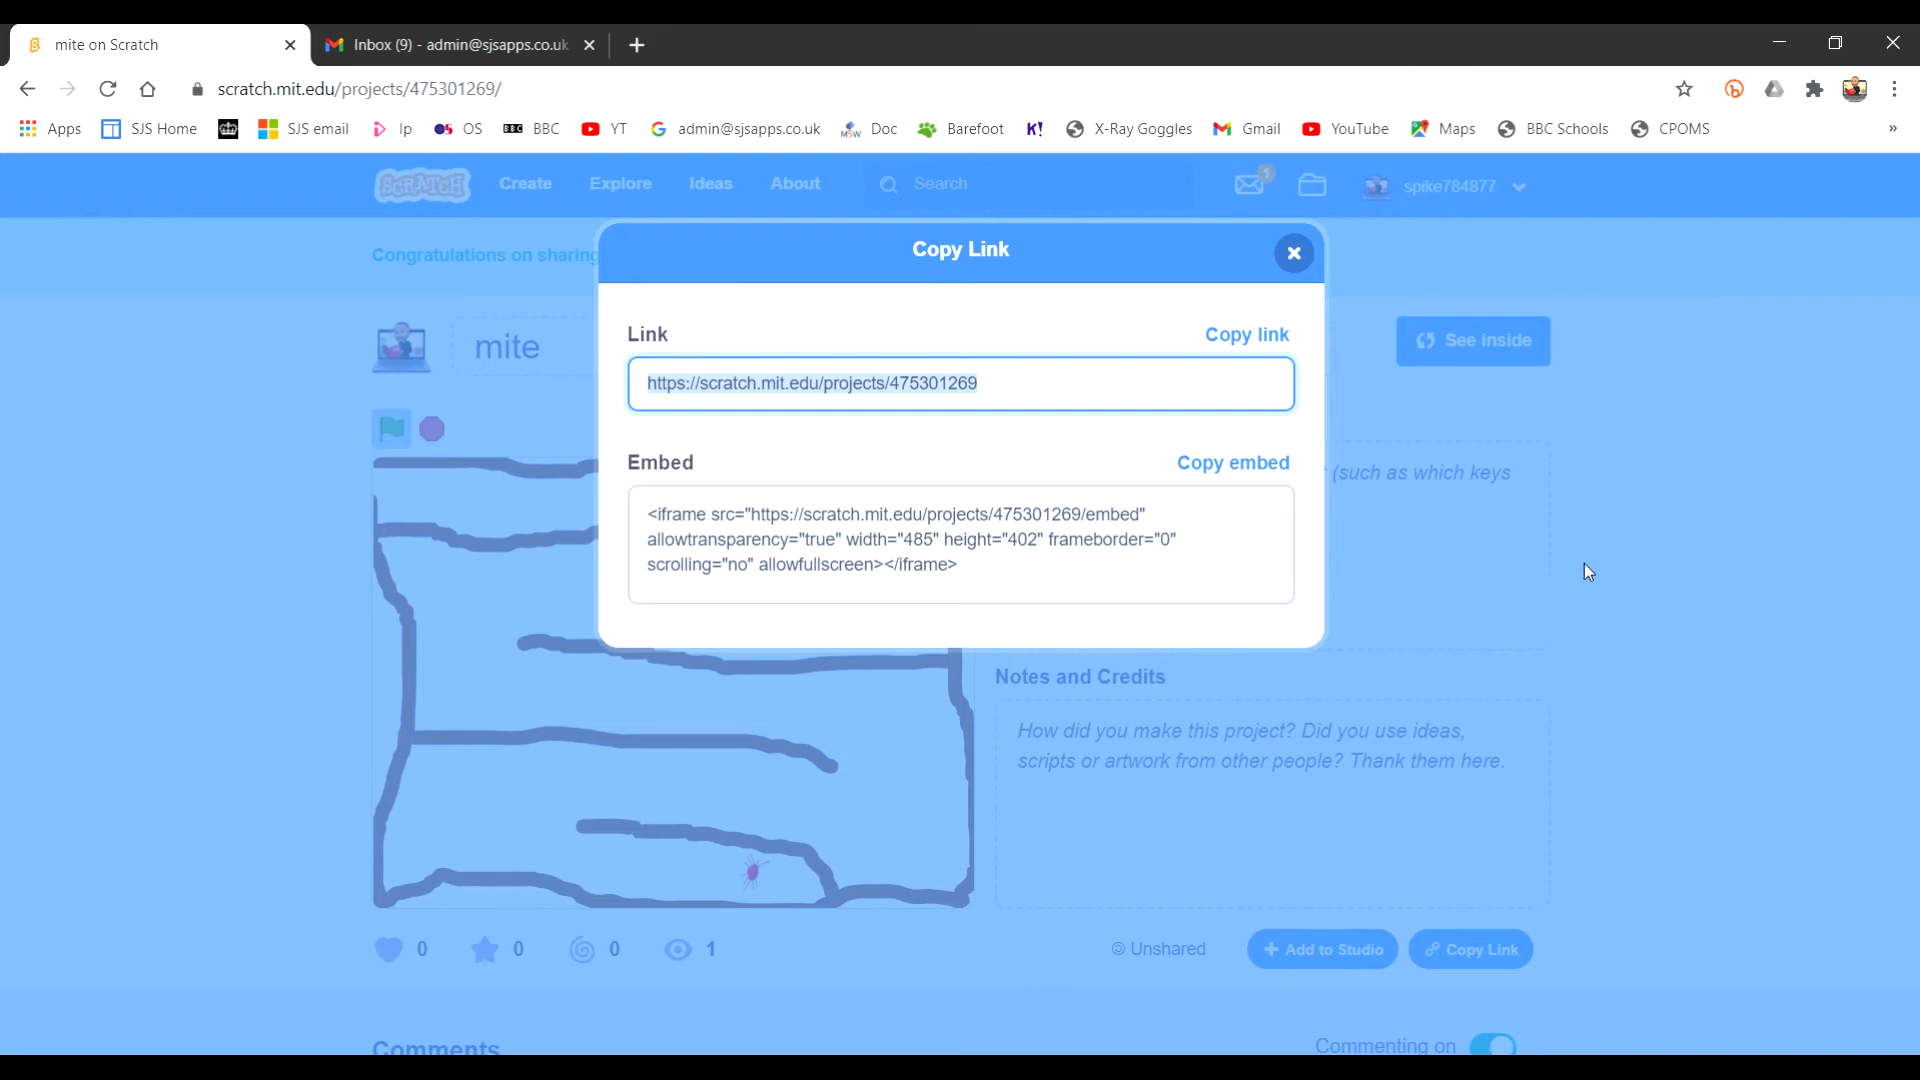 mite on Scratch
Inbox (9) - admin@sjsapps.co.uk
scratch.mit.edu/projects/475301269/
Apps SJS Home SJS email Ip OS BBC BBC YT admin@sjsapps.co.uk MSW Doc Barefoot K! X-Ray Goggles Gmail YouTube Maps BBC Schools CPOMS »
SCRATCH Create Explore Ideas About Search 1 spike784877
Congratulations on sharing
Copy Link
mite
See inside
Link Copy link
https://scratch.mit.edu/projects/475301269
Embed Copy embed
(such as which keys
<iframe src="https://scratch.mit.edu/projects/475301269/embed"
allowtransparency="true" width="485" height="402" frameborder="0"
scrolling="no" allowfullscreen></iframe>
Notes and Credits
How did you make this project? Did you use ideas,
scripts or artwork from other people? Thank them here.
0 0 0 1 Unshared Add to Studio Copy Link
Comments Commenting on